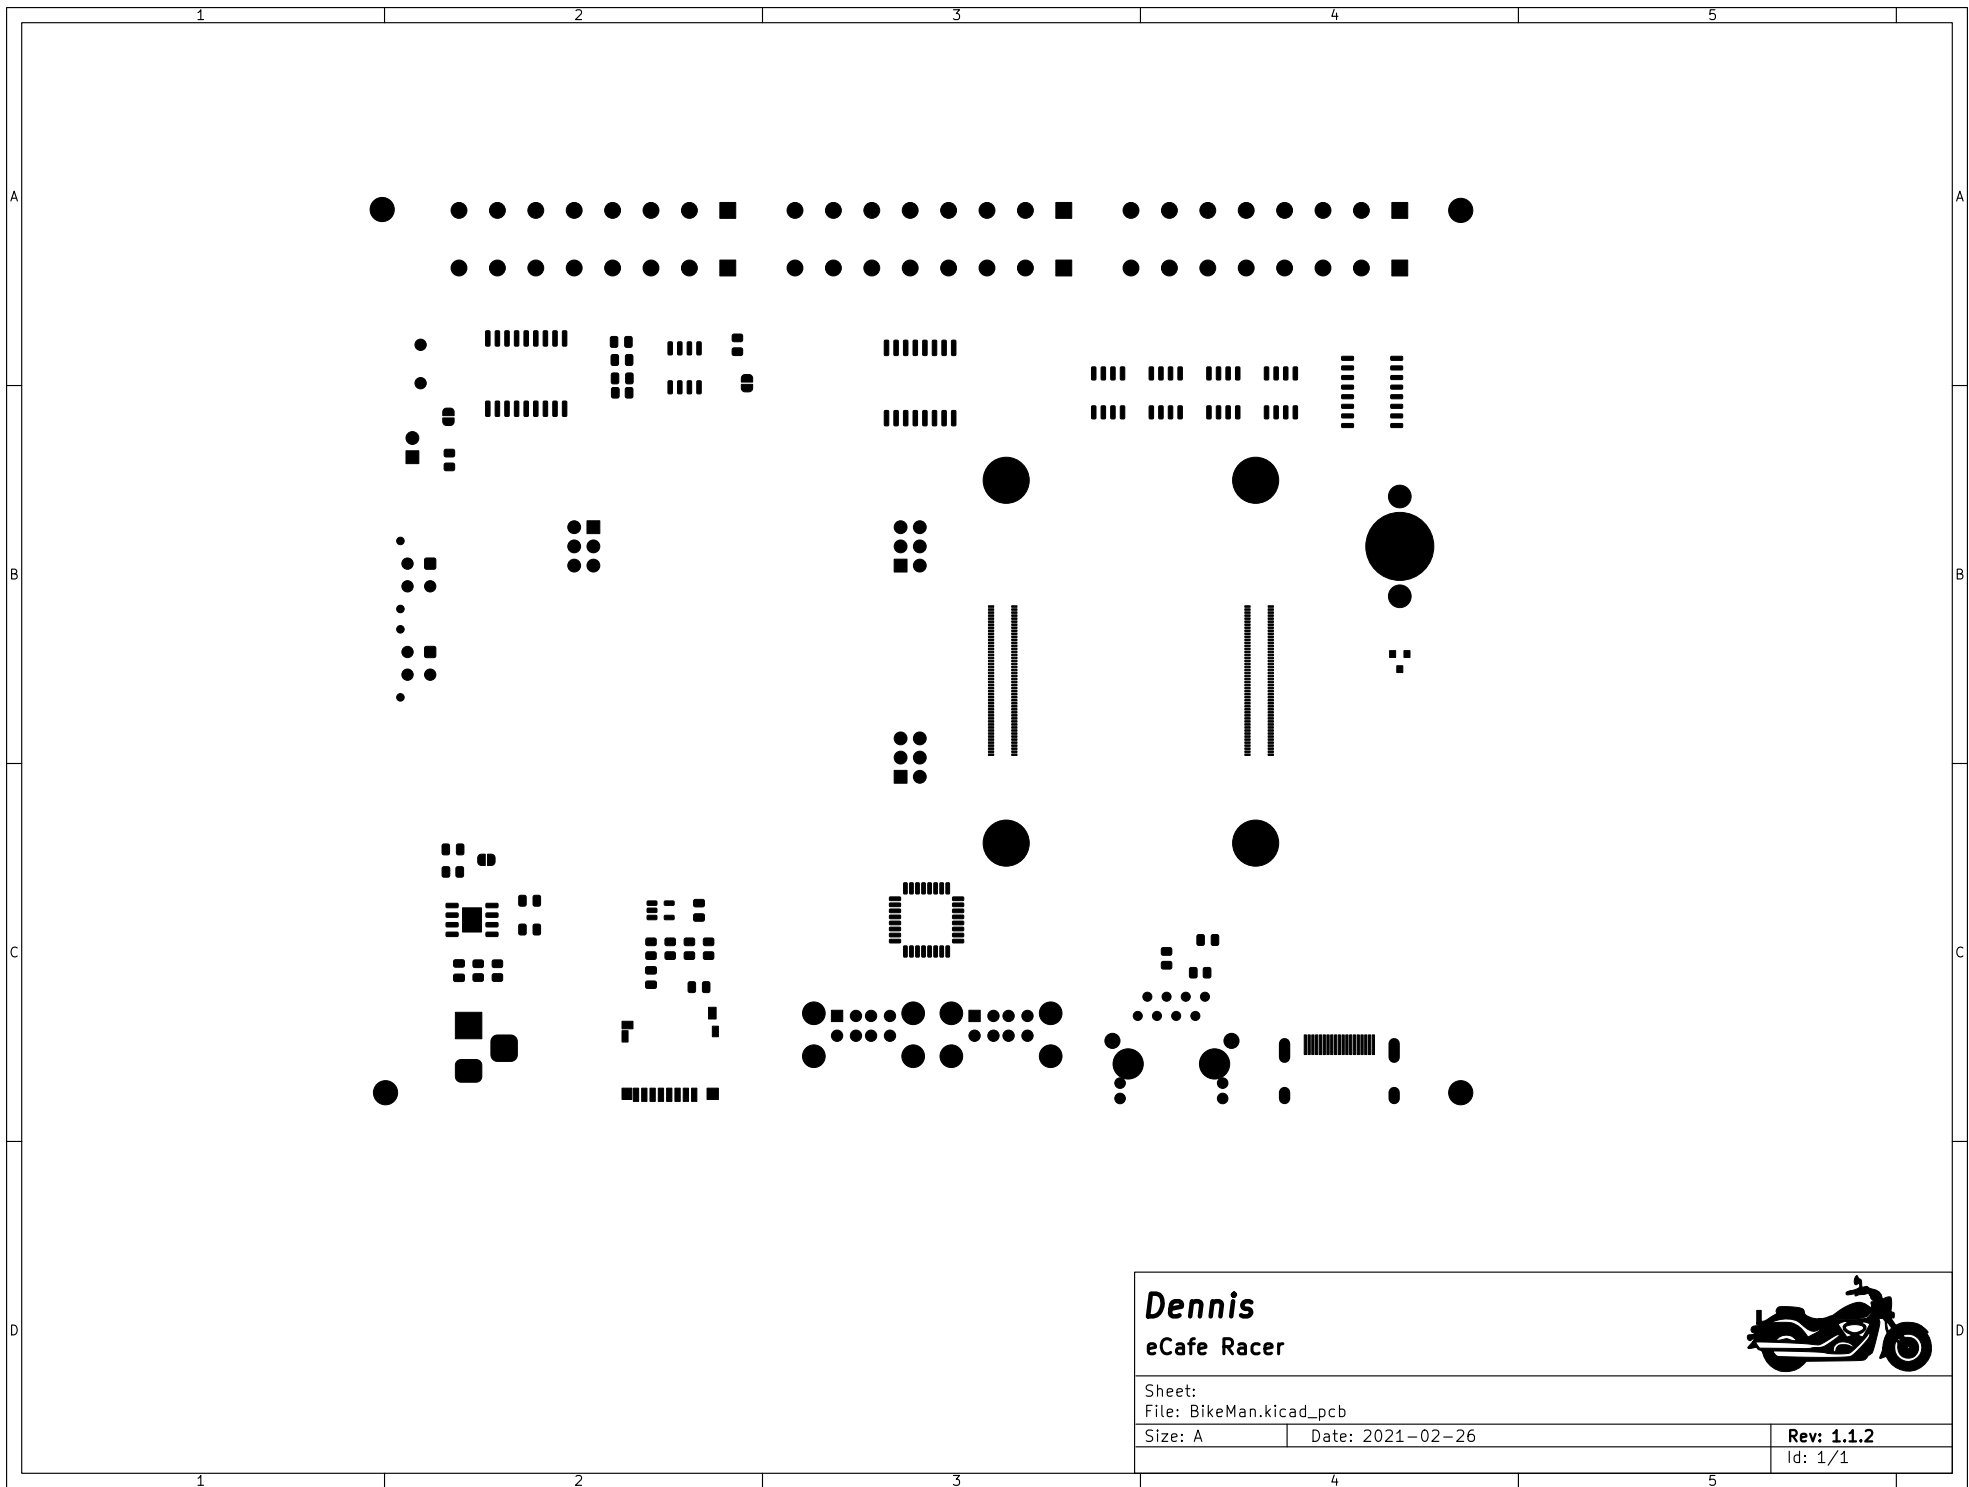 1 2 3 4 5
A A
B B
C C
Dennis
D D
eCafe Racer
Sheet:
File: BikeMan.kicad_pcb
Size: A Date: 2021-02-26 Rev: 1.1.2
Id: 1/1
1 2 3 4 5